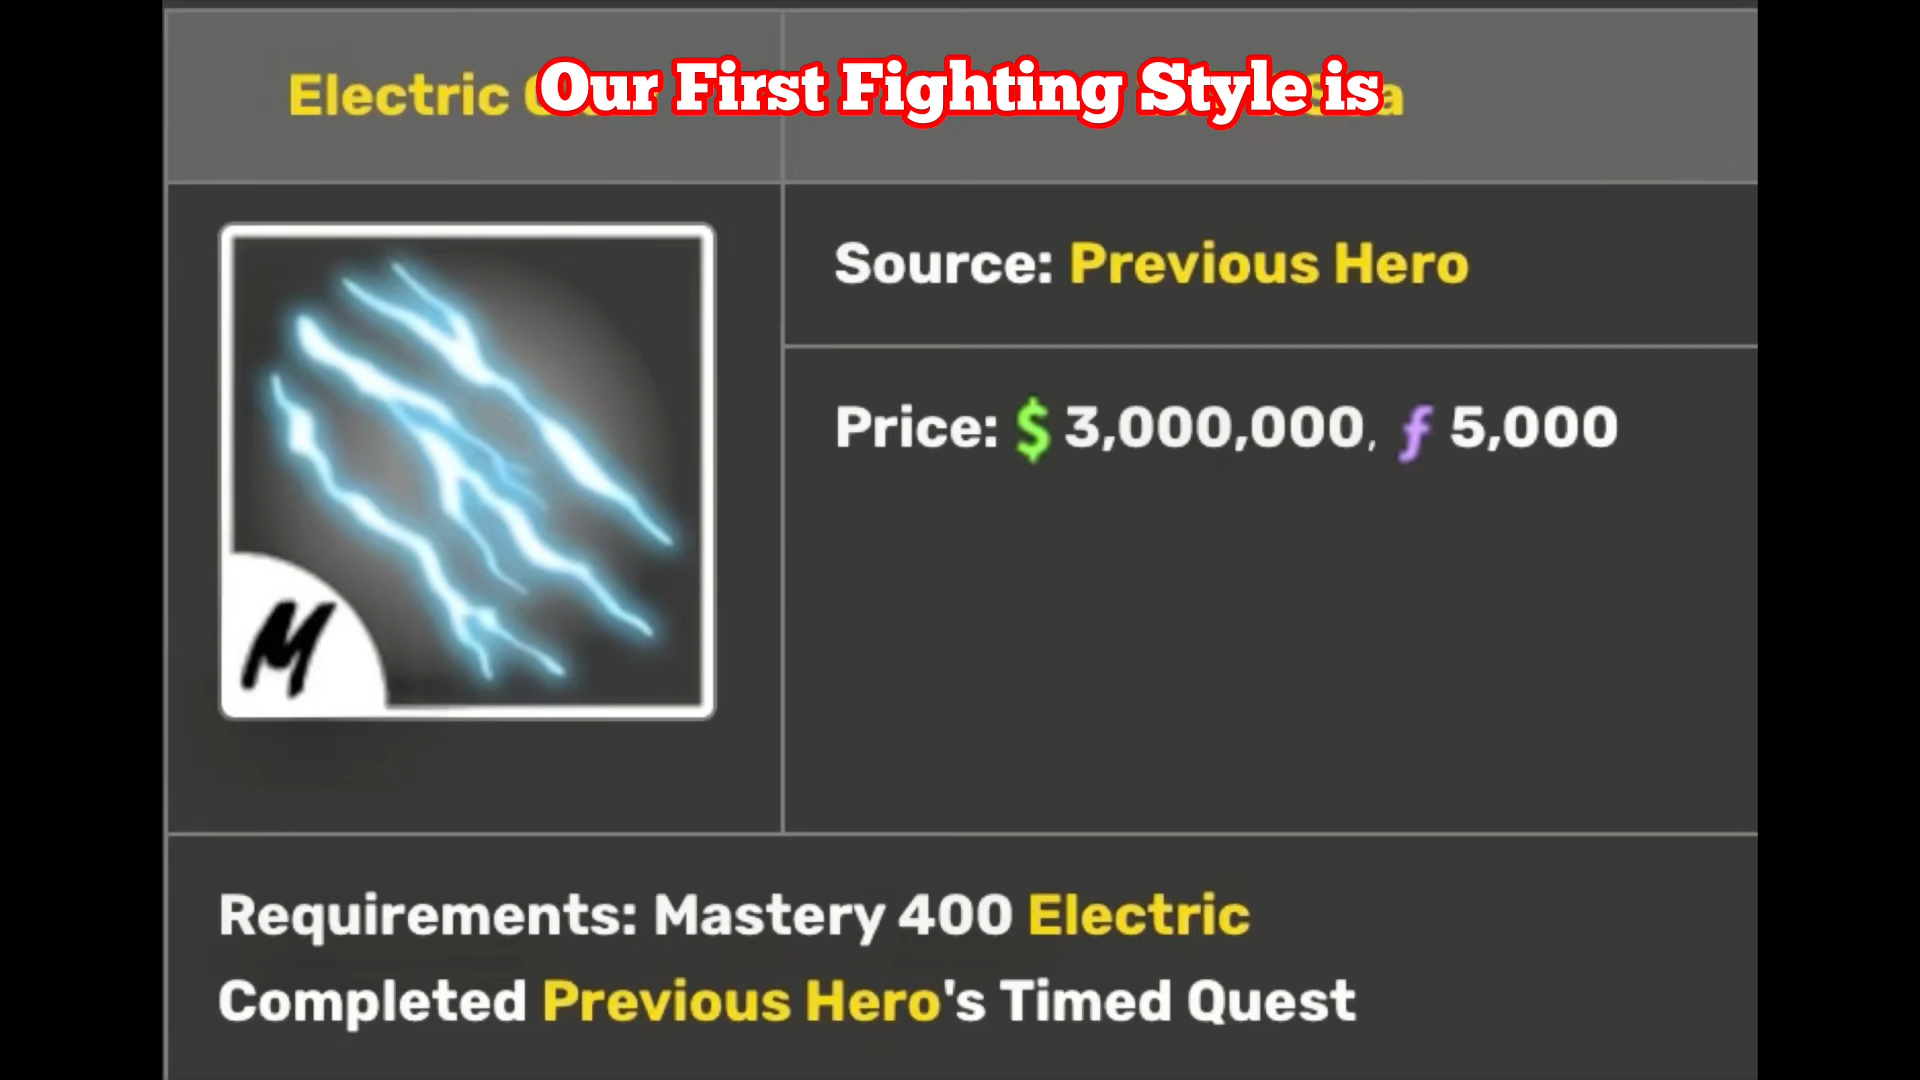 Our First Fighting Style is
Electric
Source: Previous Hero
Price: $ 3,000,000, ƒ 5,000
M
Requirements: Mastery 400 Electric
Completed Previous Hero's Timed Quest